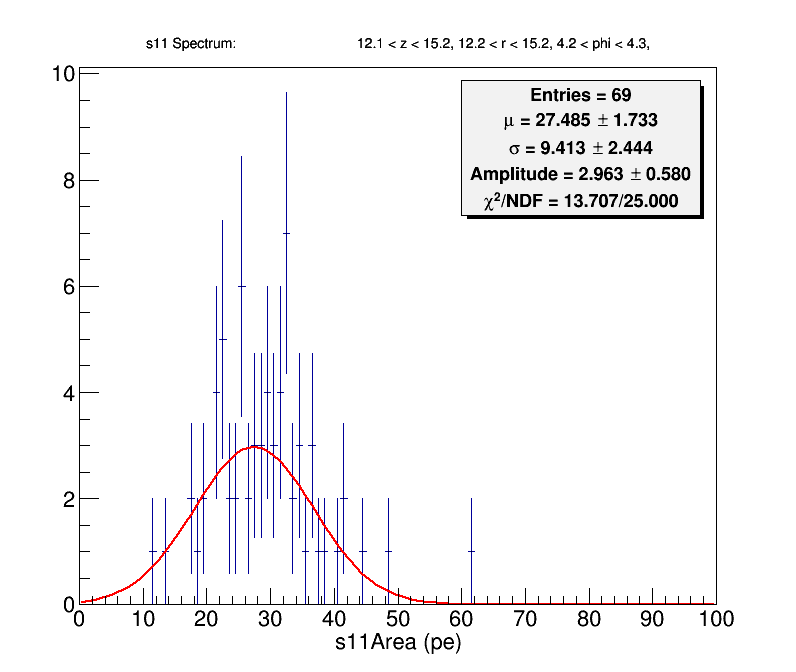 s11 Spectrum: 12.1 < z < 15.2, 12.2 < r < 15.2, 4.2 < phi < 4.3,
Entries = 69
μ = 27.485 ± 1.733
σ = 9.413 ± 2.444
Amplitude = 2.963 ± 0.580
χ²/NDF = 13.707/25.000
10
8
6
4
2
0
0 10 20 30 40 50 60 70 80 90 100
s11Area (pe)